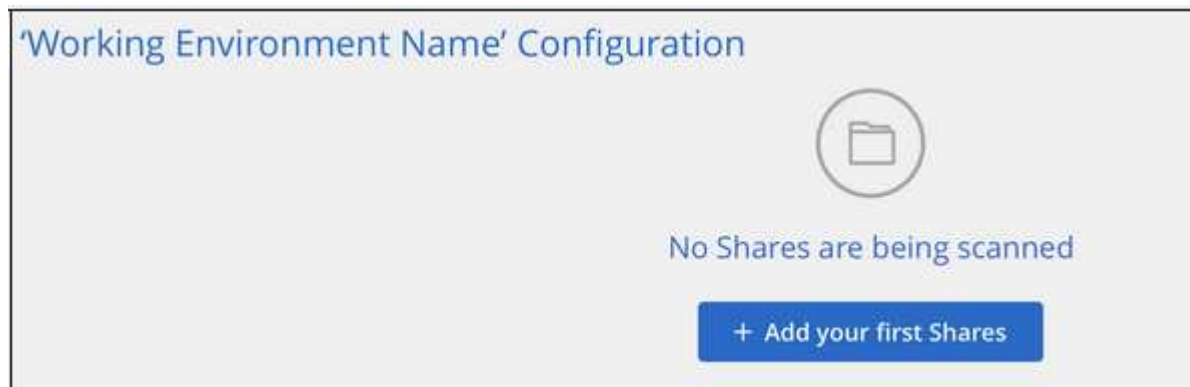 ‘Working Environment Name’ Configuration
No Shares are being scanned
+ Add your first Shares